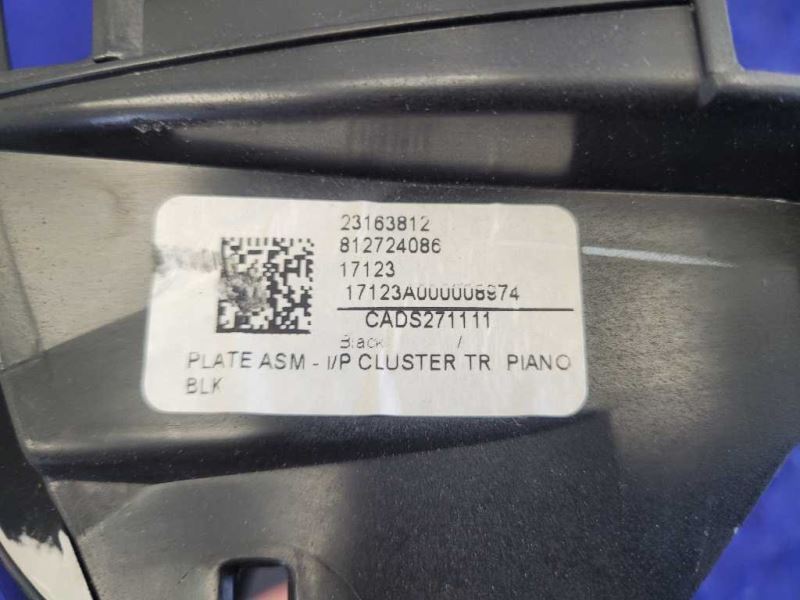 23163812
812724086
17123
17123A000008974
CADS271111
Black /
PLATE ASM - I/P CLUSTER TR PIANO
BLK